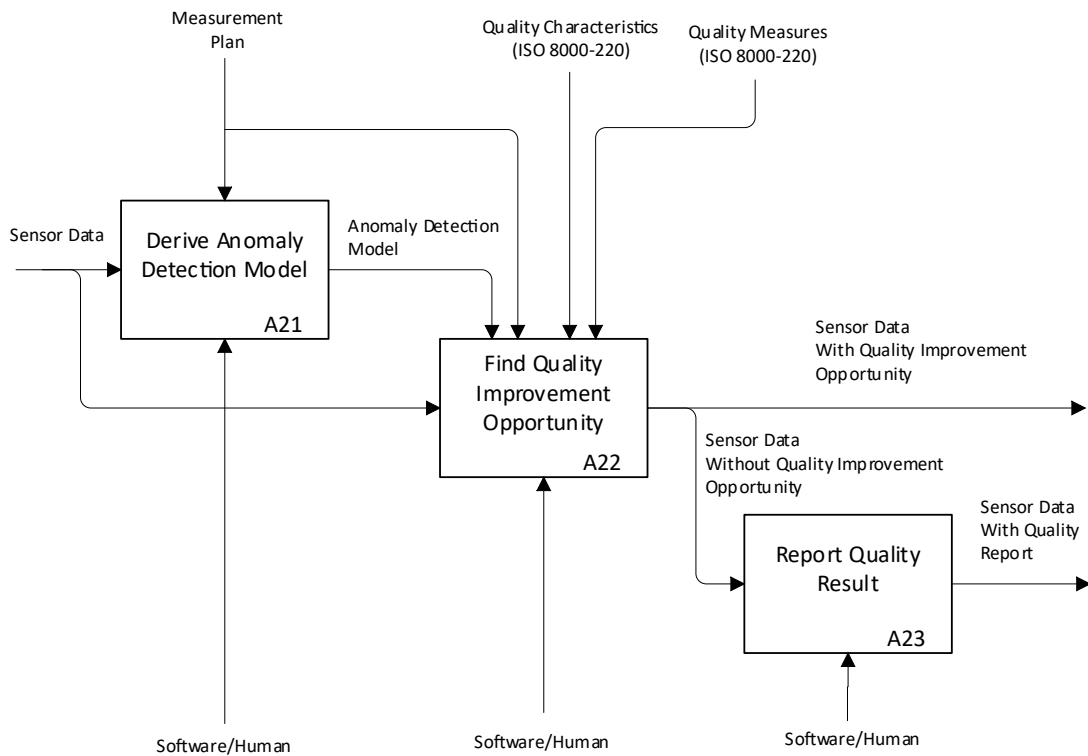 Measurement
Plan
Quality Characteristics
(ISO 8000-220)
Quality Measures
(ISO 8000-220)
Sensor Data
Derive Anomaly
Detection Model
A21
Anomaly Detection
Model
Find Quality
Improvement
Opportunity
A22
Sensor Data
With Quality Improvement
Opportunity
Sensor Data
Without Quality Improvement
Opportunity
Report Quality
Result
A23
Sensor Data
With Quality
Report
Software/Human
Software/Human
Software/Human